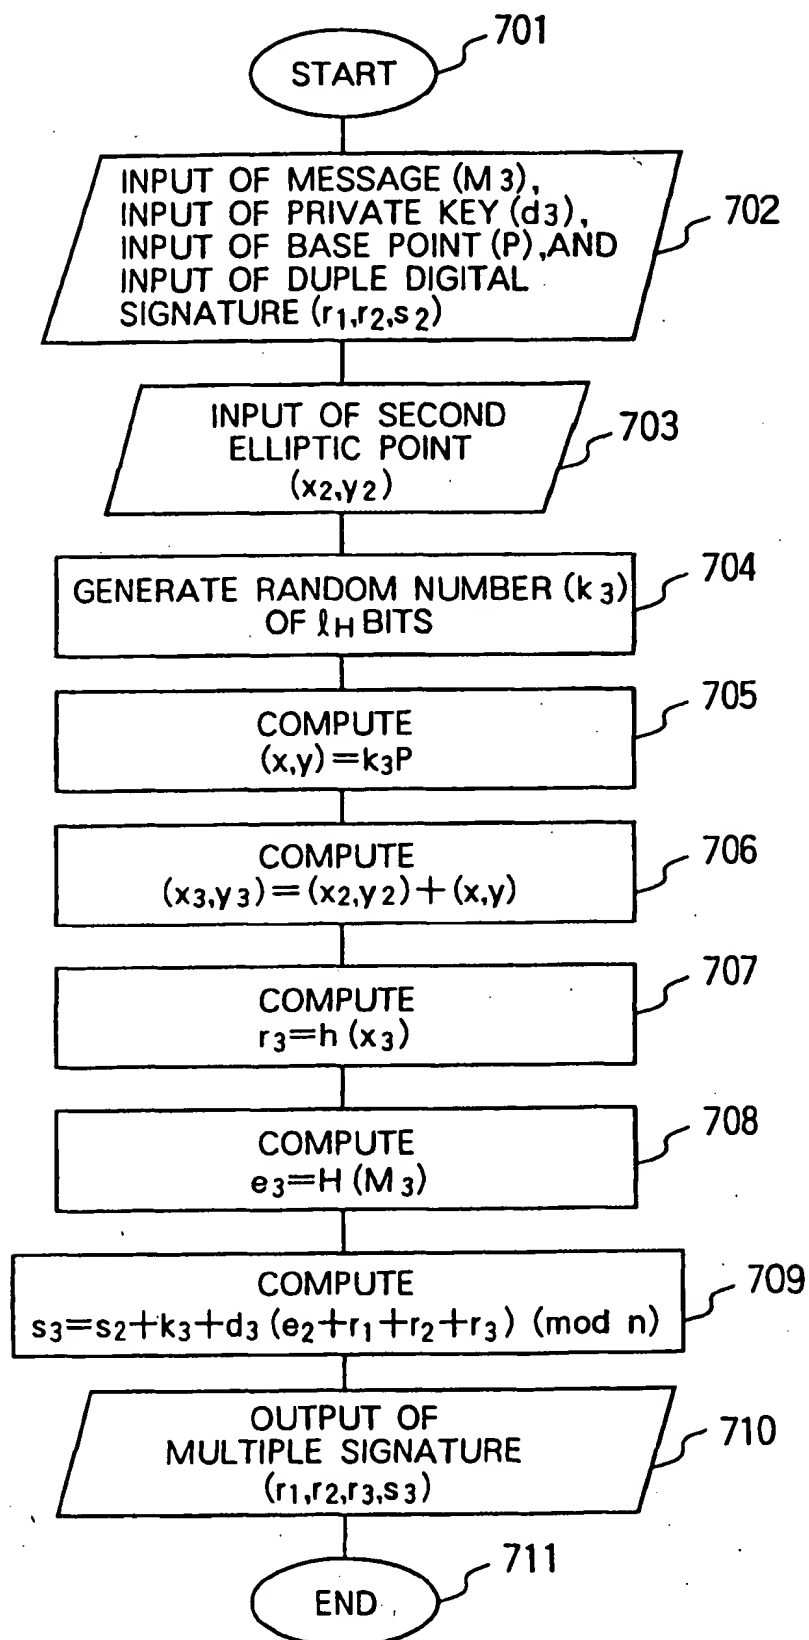 701
START
INPUT OF MESSAGE (M3),
INPUT OF PRIVATE KEY (d3),
INPUT OF BASE POINT (P), AND
INPUT OF DUPLE DIGITAL
SIGNATURE (r1,r2,s2)
702
INPUT OF SECOND
ELLIPTIC POINT
(x2,y2)
703
GENERATE RANDOM NUMBER (k3)
OF ℓH BITS
704
COMPUTE
(x,y)=k3P
705
COMPUTE
(x3,y3)=(x2,y2)+(x,y)
706
COMPUTE
r3=h(x3)
707
COMPUTE
e3=H(M3)
708
COMPUTE
s3=s2+k3+d3(e2+r1+r2+r3) (mod n)
709
OUTPUT OF
MULTIPLE SIGNATURE
(r1,r2,r3,s3)
710
END
711